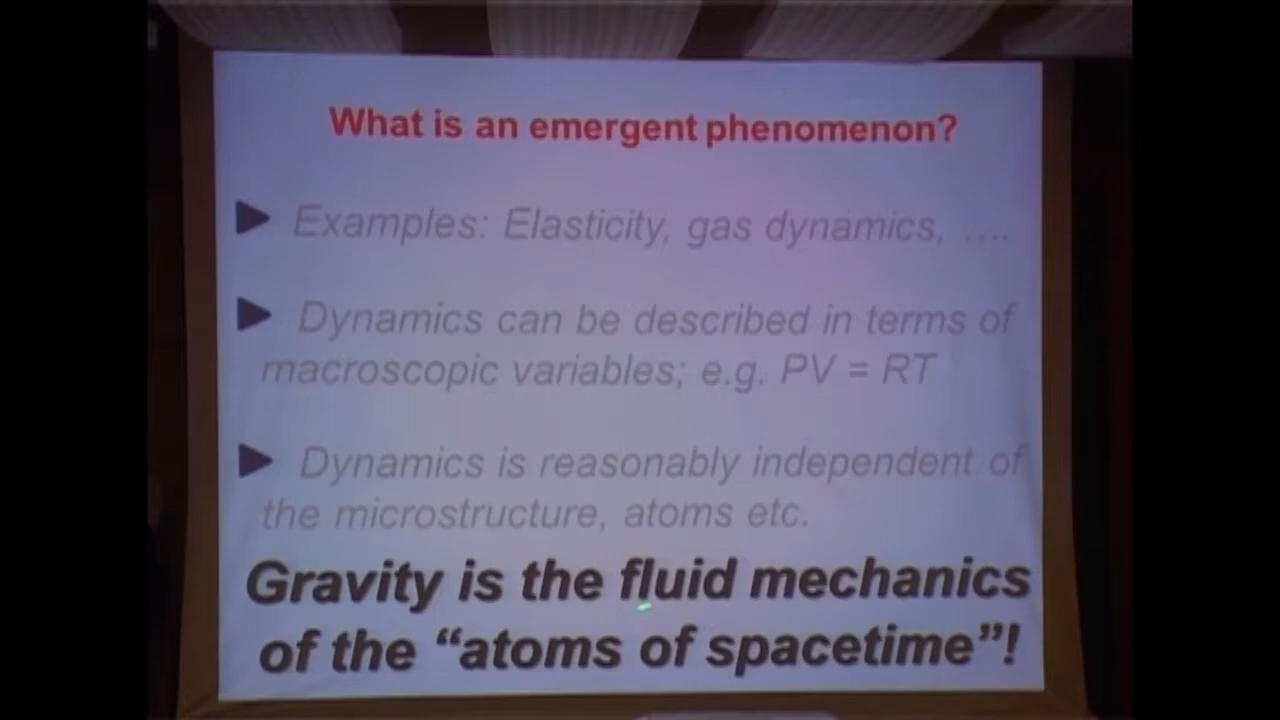 What is an emergent phenomenon?
Examples: Elasticity, gas dynamics, ....
Dynamics can be described in terms of
macroscopic variables; e.g. PV = RT
Dynamics is reasonably independent of
the microstructure, atoms etc.
Gravity is the fluid mechanics
of the “atoms of spacetime”!